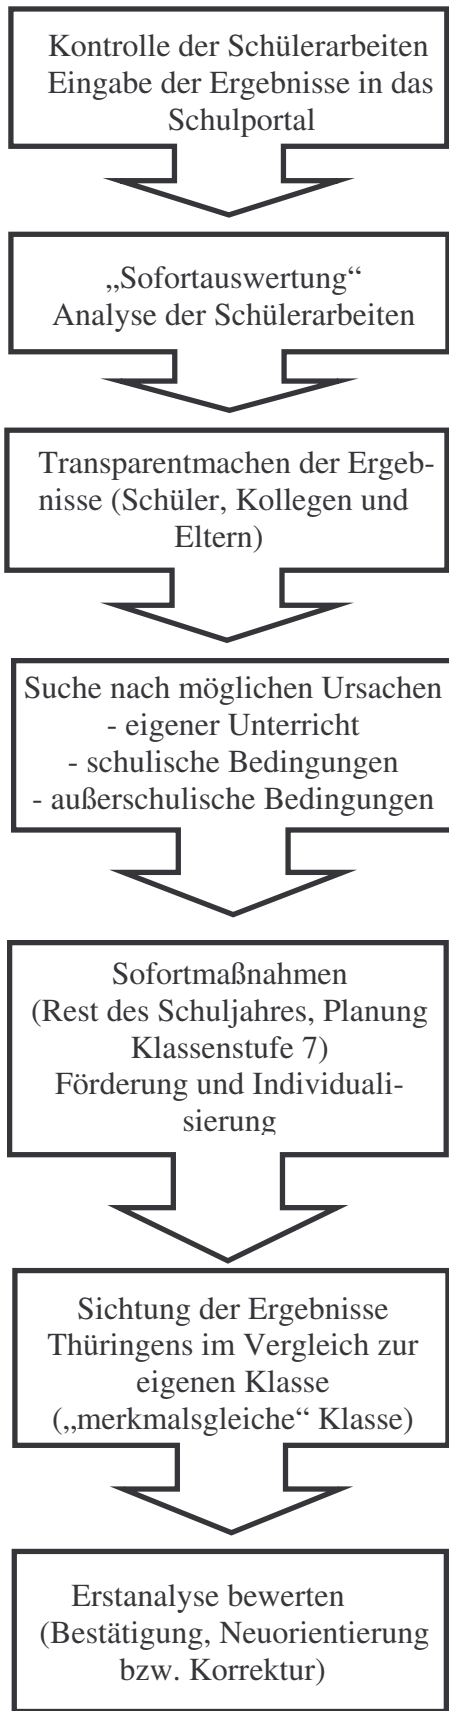 Kontrolle der Schülerarbeiten
Eingabe der Ergebnisse in das
Schulportal
„Sofortauswertung“
Analyse der Schülerarbeiten
Transparentmachen der Ergeb-
nisse (Schüler, Kollegen und
Eltern)
Suche nach möglichen Ursachen
- eigener Unterricht
- schulische Bedingungen
- außerschulische Bedingungen
Sofortmaßnahmen
(Rest des Schuljahres, Planung
Klassenstufe 7)
Förderung und Individuali-
sierung
Sichtung der Ergebnisse
Thüringens im Vergleich zur
eigenen Klasse
(„merkmalsgleiche“ Klasse)
Erstanalyse bewerten
(Bestätigung, Neuorientierung
bzw. Korrektur)